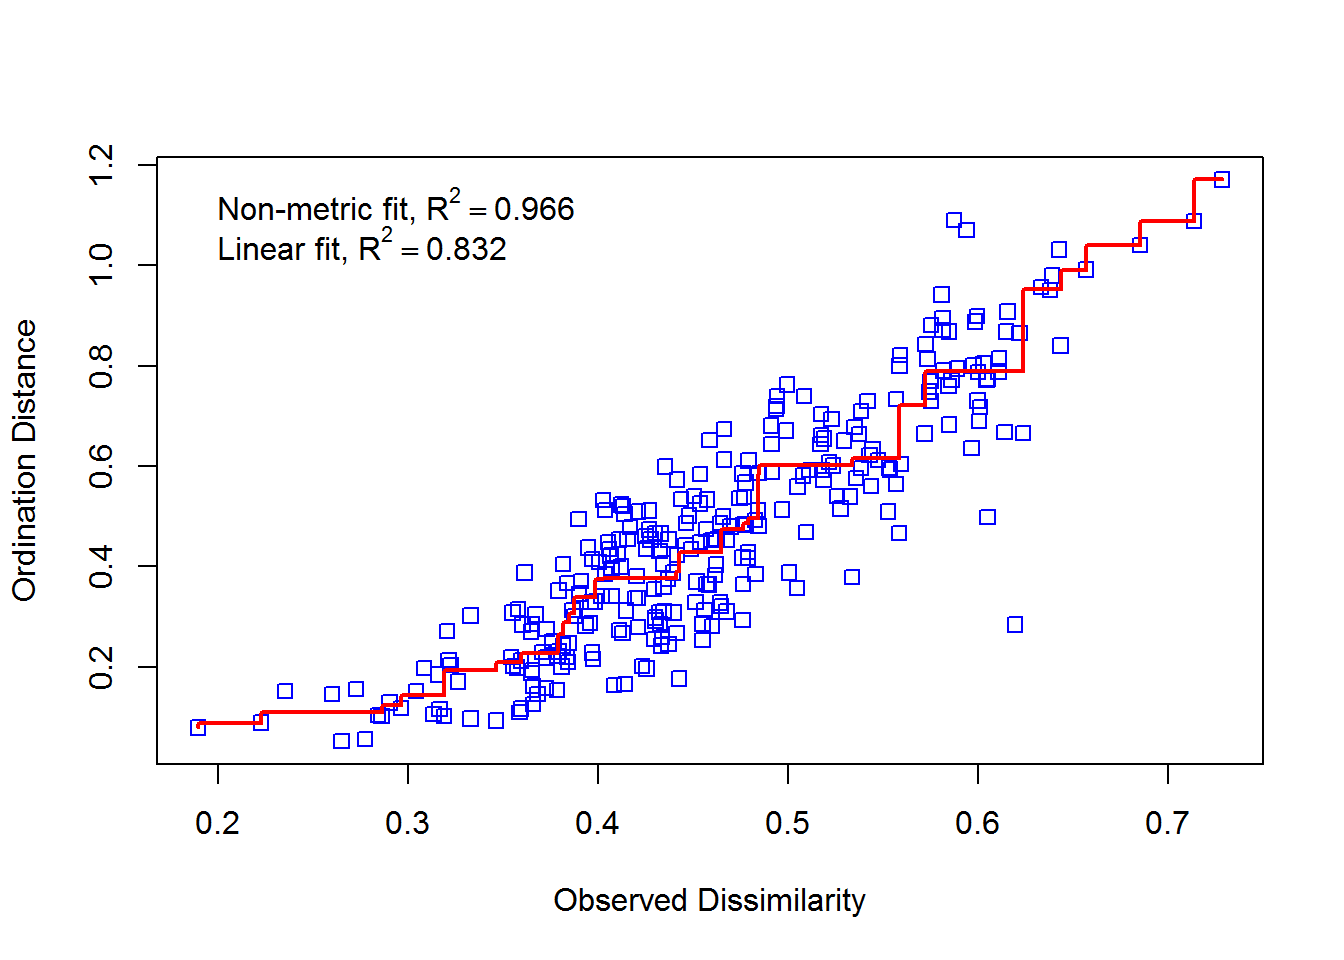 Non-metric fit, R² = 0.966
Linear fit, R² = 0.832
1.2
1.0
0.8
0.6
0.4
0.2
Ordination Distance
0.2 0.3 0.4 0.5 0.6 0.7
Observed Dissimilarity